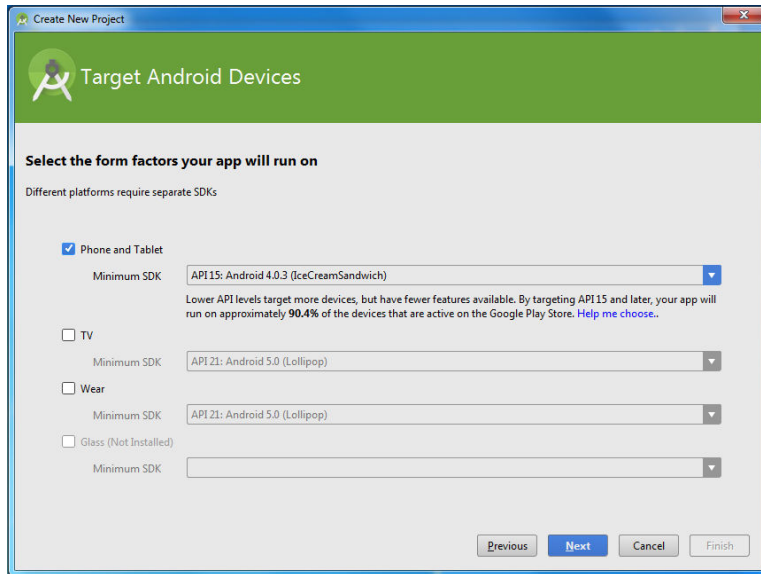 Create New Project
Target Android Devices
Select the form factors your app will run on
Different platforms require separate SDKs
Phone and Tablet
Minimum SDK API 15: Android 4.0.3 (IceCreamSandwich)
Lower API levels target more devices, but have fewer features available. By targeting API 15 and later, your app will
run on approximately 90.4% of the devices that are active on the Google Play Store. Help me choose..
TV
Minimum SDK API 21: Android 5.0 (Lollipop)
Wear
Minimum SDK API 21: Android 5.0 (Lollipop)
Glass (Not Installed)
Minimum SDK
Previous Next Cancel Finish